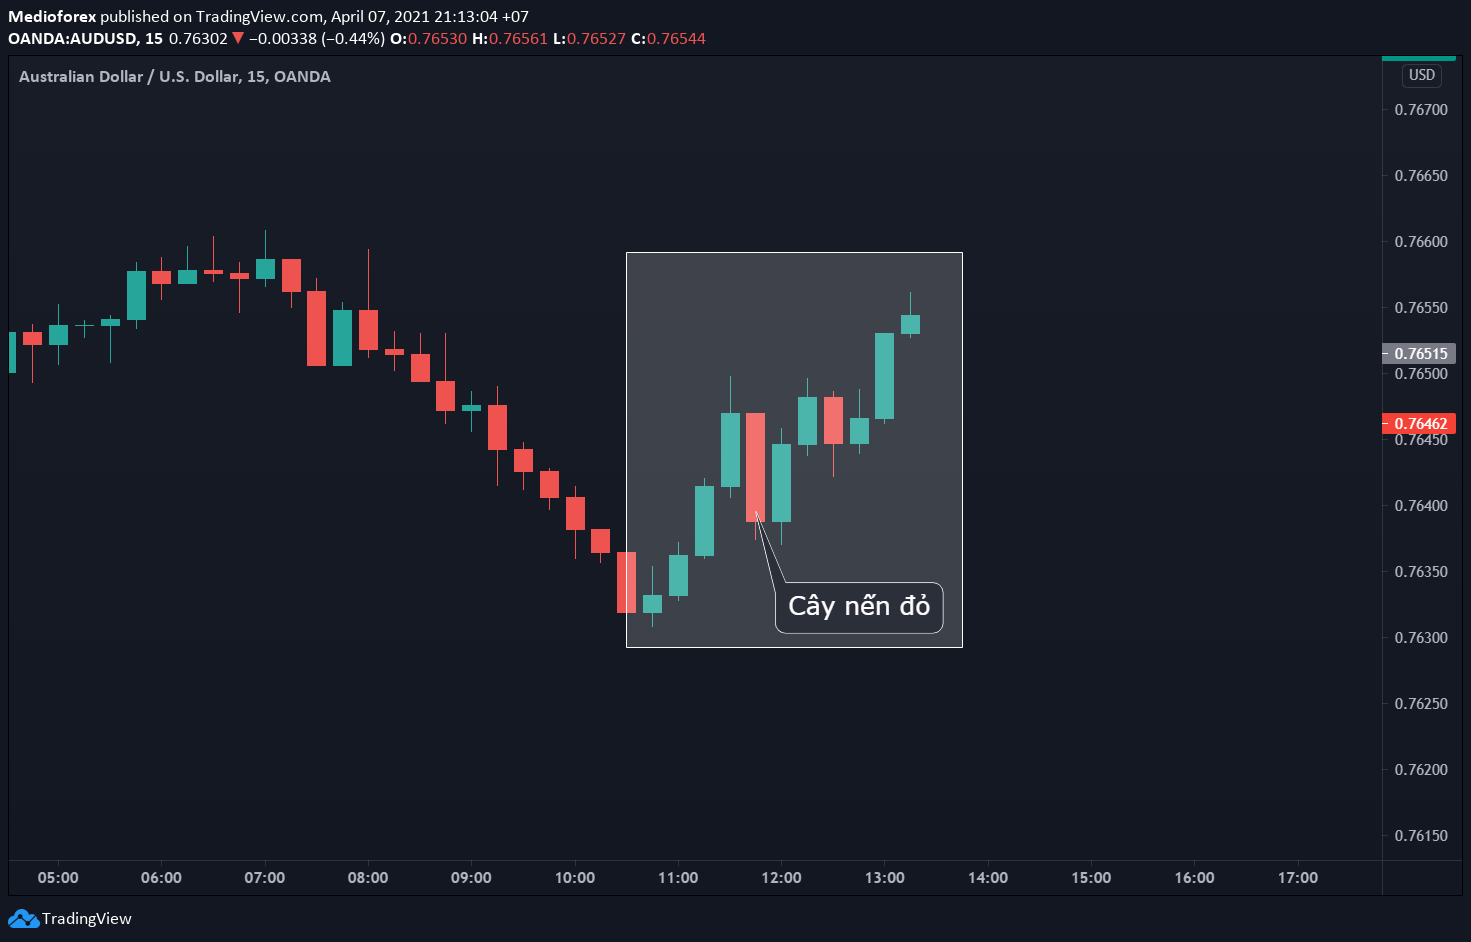 Medioforex published on TradingView.com, April 07, 2021 21:13:04 +07
OANDA:AUDUSD, 15 0.76302 ▼ −0.00338 (−0.44%) O:0.76530 H:0.76561 L:0.76527 C:0.76544
Australian Dollar / U.S. Dollar, 15, OANDA
USD
0.76700
0.76650
0.76600
0.76550
0.76515
0.76500
0.76462
0.76450
0.76400
0.76350
0.76300
0.76250
0.76200
0.76150
Cây nến đỏ
05:00 06:00 07:00 08:00 09:00 10:00 11:00 12:00 13:00 14:00 15:00 16:00 17:00
TradingView